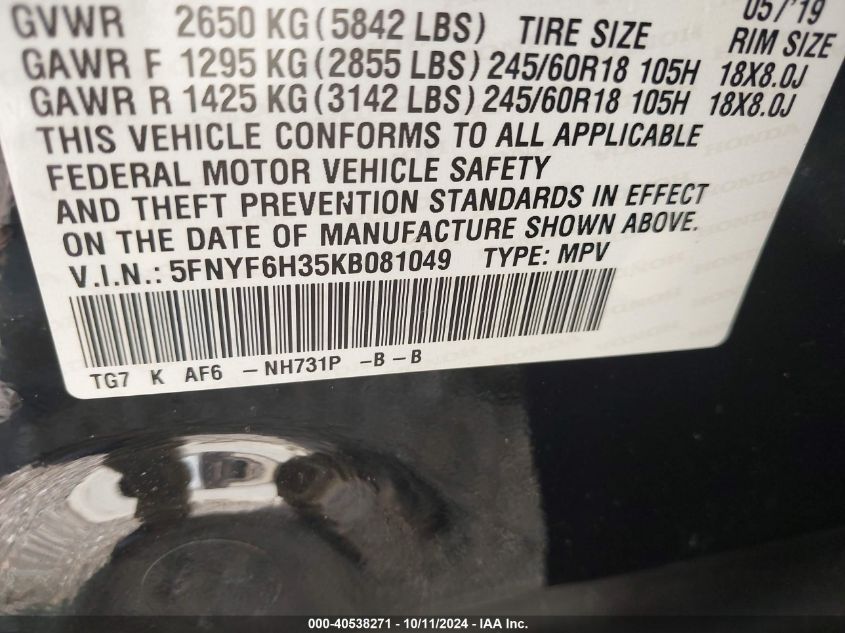 05/'19
GVWR 2650 KG (5842 LBS) TIRE SIZE RIM SIZE
GAWR F 1295 KG (2855 LBS) 245/60R18 105H 18X8.0J
GAWR R 1425 KG (3142 LBS) 245/60R18 105H 18X8.0J
THIS VEHICLE CONFORMS TO ALL APPLICABLE
FEDERAL MOTOR VEHICLE SAFETY
AND THEFT PREVENTION STANDARDS IN EFFECT
ON THE DATE OF MANUFACTURE SHOWN ABOVE.
V.I.N.: 5FNYF6H35KB081049 TYPE: MPV
TG7 K AF6 - NH731P - B - B
000-40538271 - 10/11/2024 - IAA Inc.